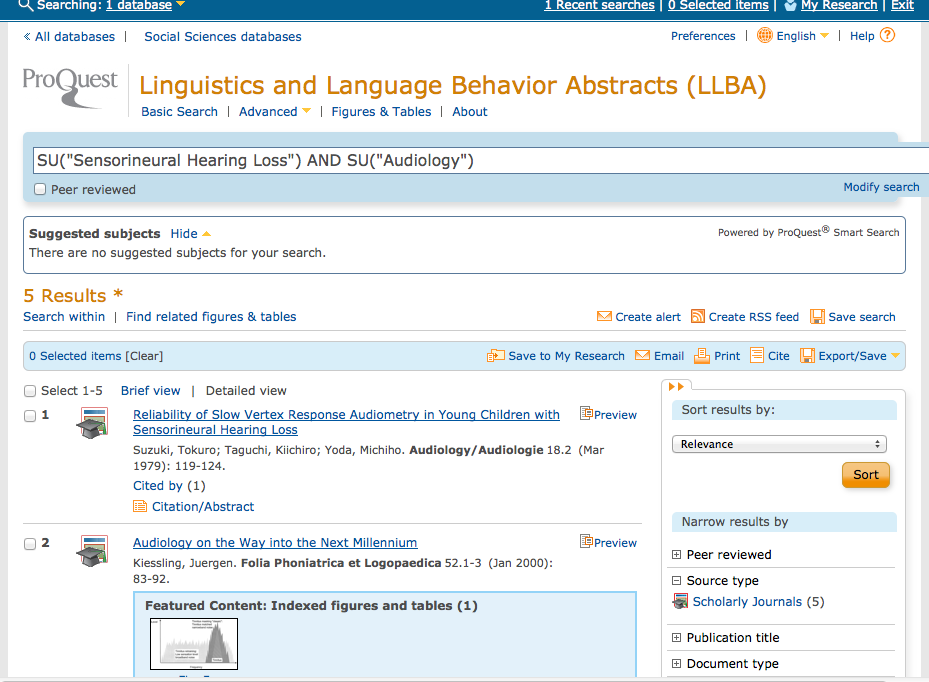 Searching: 1 database
1 Recent searches | 0 Selected items | My Research | Exit
« All databases | Social Sciences databases
Preferences | English | Help ?
ProQuest
Linguistics and Language Behavior Abstracts (LLBA)
Basic Search | Advanced | Figures & Tables | About
SU("Sensorineural Hearing Loss") AND SU("Audiology")
Peer reviewed
Modify search
Suggested subjects Hide
Powered by ProQuest® Smart Search
There are no suggested subjects for your search.
5 Results *
Search within | Find related figures & tables
Create alert Create RSS feed Save search
0 Selected items [Clear]
Save to My Research Email Print Cite Export/Save
Select 1-5 Brief view | Detailed view
1 Reliability of Slow Vertex Response Audiometry in Young Children with
Sensorineural Hearing Loss
Preview
Suzuki, Tokuro; Taguchi, Kiichiro; Yoda, Michiho. Audiology/Audiologie 18.2 (Mar
1979): 119-124.
Cited by (1)
Citation/Abstract
2 Audiology on the Way into the Next Millennium
Preview
Kiessling, Juergen. Folia Phoniatrica et Logopaedica 52.1-3 (Jan 2000):
83-92.
Featured Content: Indexed figures and tables (1)
Sort results by:
Relevance
Sort
Narrow results by
Peer reviewed
Source type
Scholarly Journals (5)
Publication title
Document type